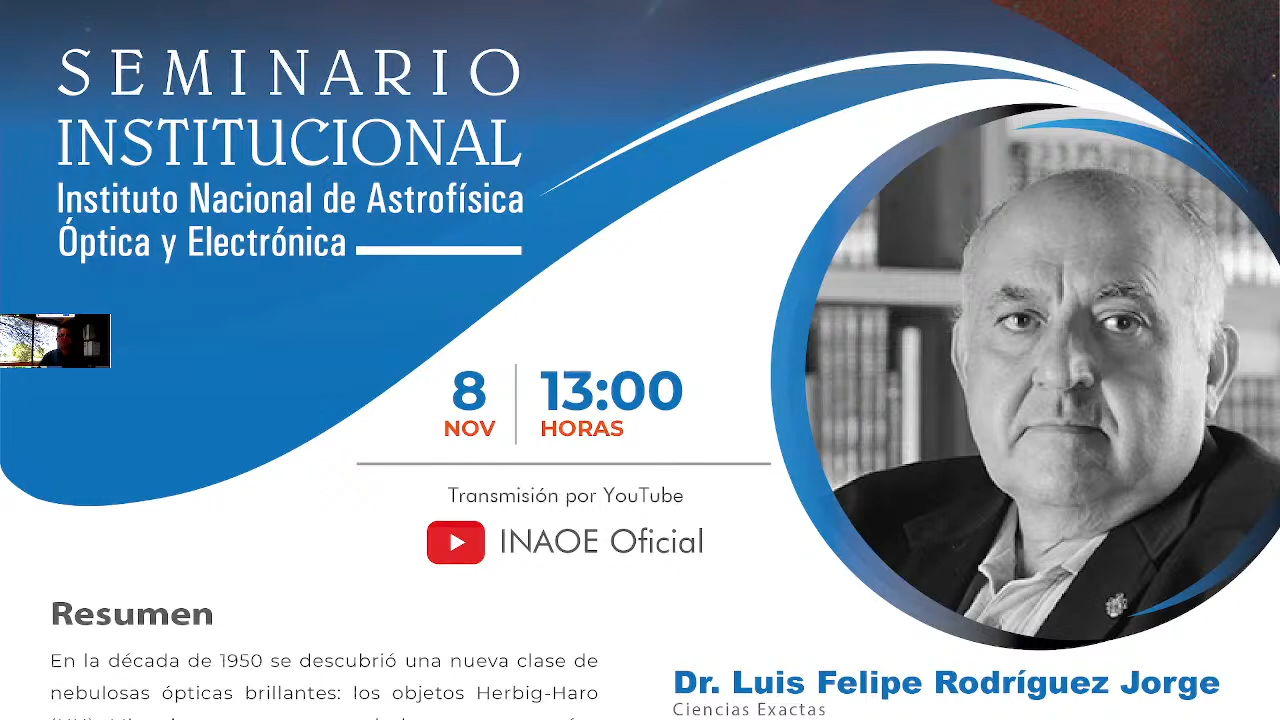 SEMINARIO
INSTITUCIONAL
Instituto Nacional de Astrofísica
Óptica y Electrónica
8
NOV
13:00
HORAS
Transmisión por YouTube
INAOE Oficial
Resumen
En la década de 1950 se descubrió una nueva clase de
nebulosas ópticas brillantes: los objetos Herbig-Haro
Dr. Luis Felipe Rodríguez Jorge
Ciencias Exactas